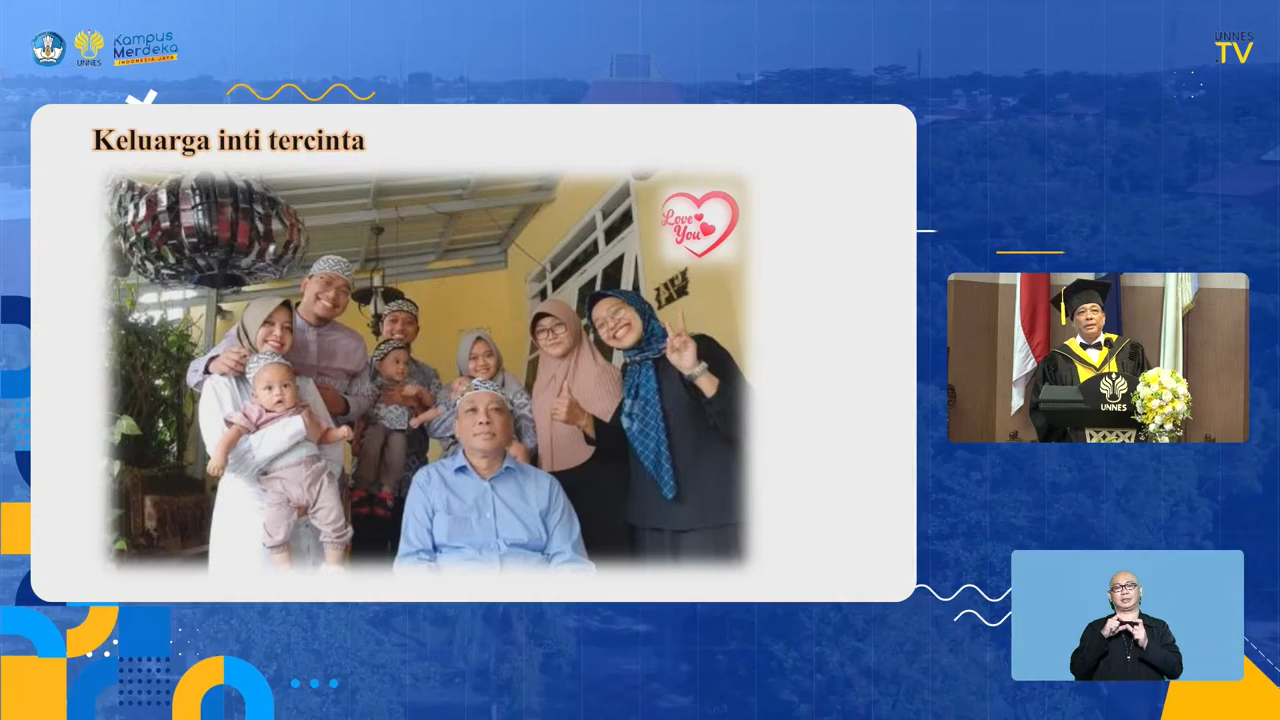 UNNES
Kampus
Merdeka
INDONESIA JAYA
UNNES
TV
Keluarga inti tercinta
Love
You
UNNES